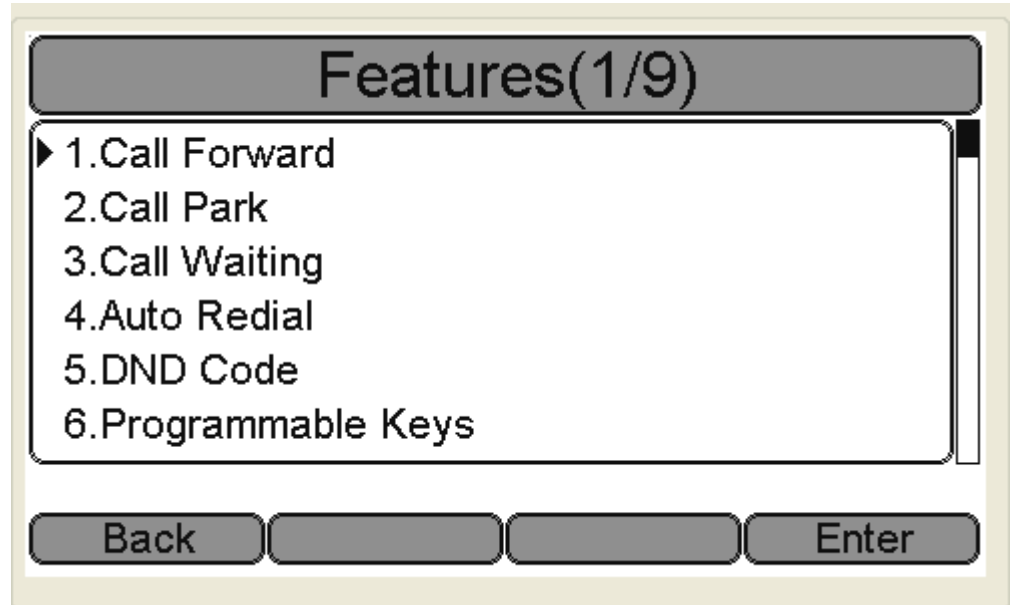 Features(1/9)
1.Call Forward
2.Call Park
3.Call Waiting
4.Auto Redial
5.DND Code
6.Programmable Keys
Back Enter